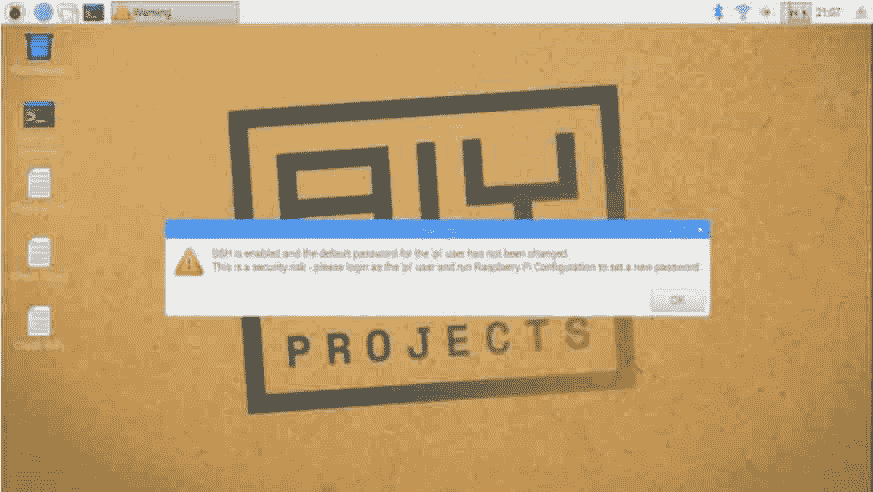 Warning
21:07
AIY
SSH is enabled and the default password for the 'pi' user has not been changed.
This is a security risk - please login as the 'pi' user and run Raspberry Pi Configuration to set a new password.
OK
PROJECTS